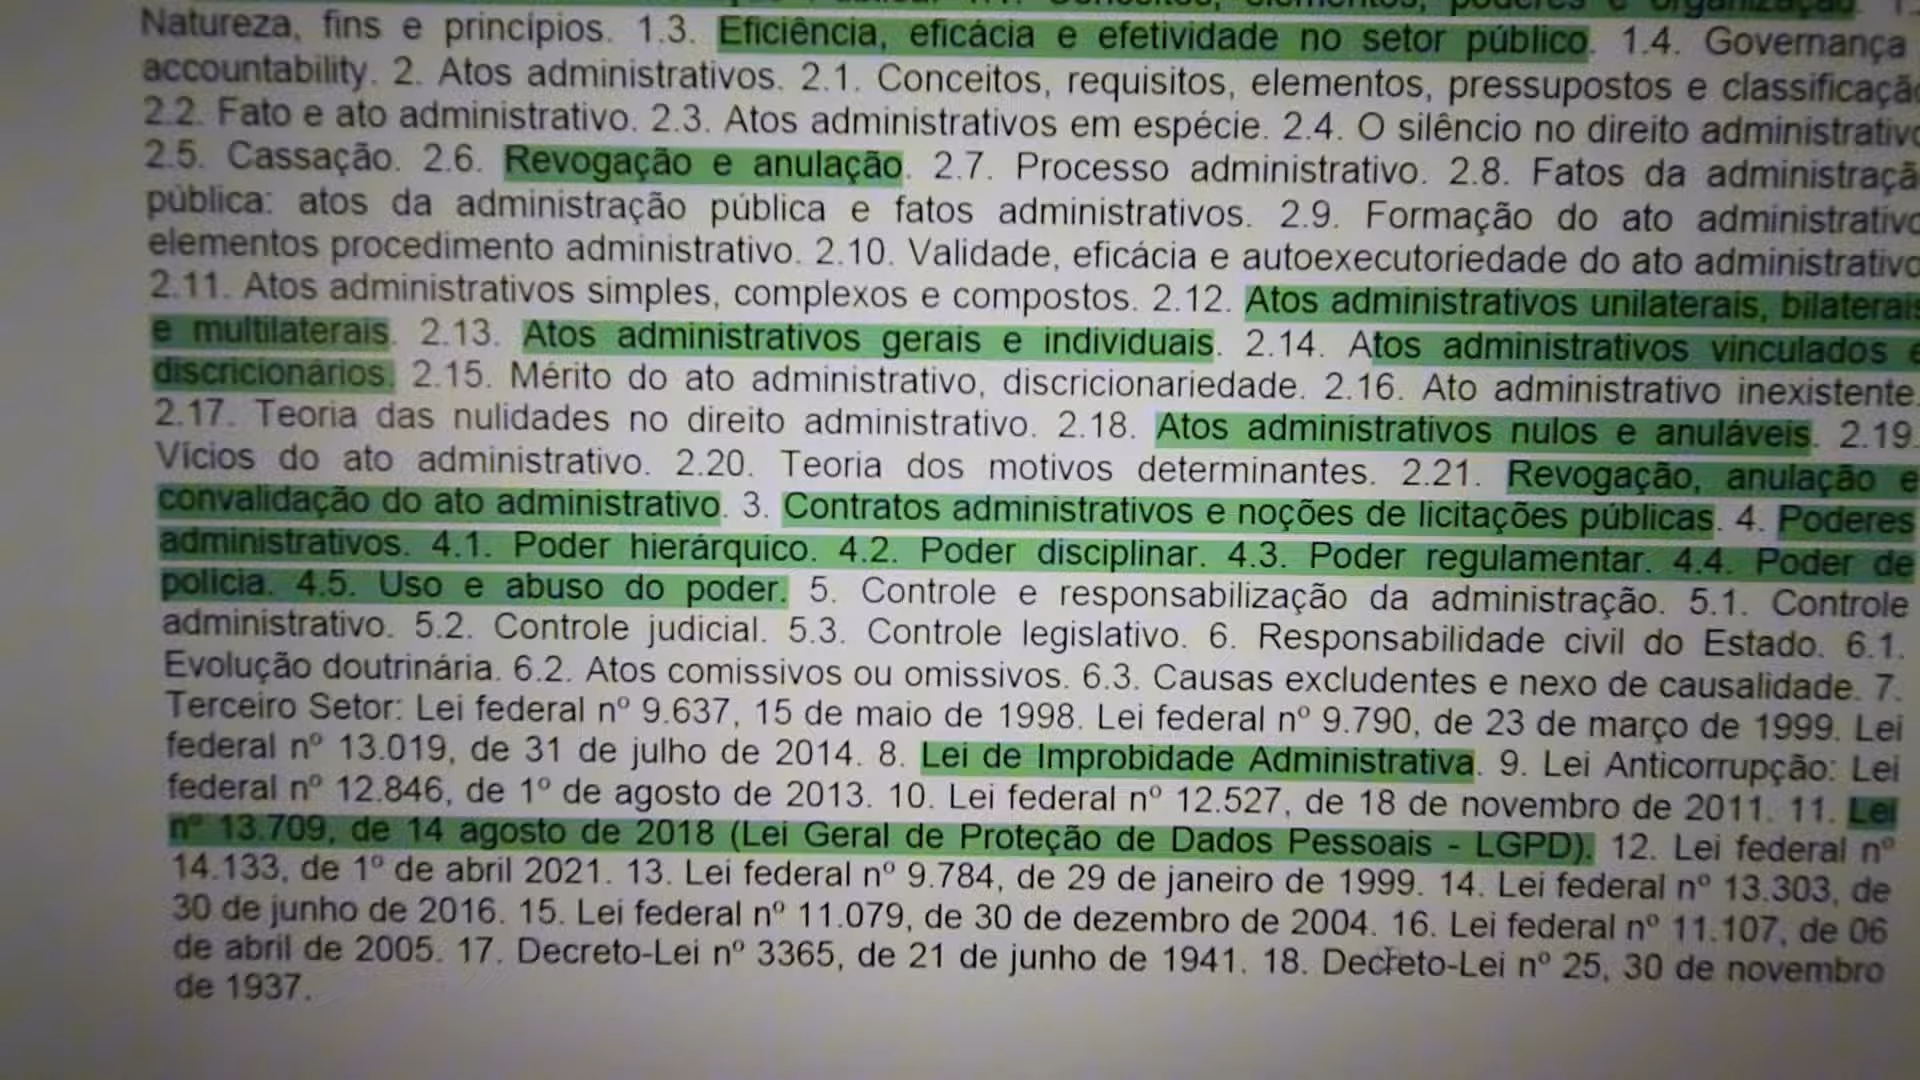 Conceitos, elementos, poderes e organização.
Natureza, fins e princípios. 1.3. Eficiência, eficácia e efetividade no setor público. 1.4. Governança
accountability. 2. Atos administrativos. 2.1. Conceitos, requisitos, elementos, pressupostos e classificaçã
2.2. Fato e ato administrativo. 2.3. Atos administrativos em espécie. 2.4. O silêncio no direito administrativo
2.5. Cassação. 2.6. Revogação e anulação. 2.7. Processo administrativo. 2.8. Fatos da administraçã
pública: atos da administração pública e fatos administrativos. 2.9. Formação do ato administrativo
elementos procedimento administrativo. 2.10. Validade, eficácia e autoexecutoriedade do ato administrativo
2.11. Atos administrativos simples, complexos e compostos. 2.12. Atos administrativos unilaterais, bilaterais
e multilaterais. 2.13. Atos administrativos gerais e individuais. 2.14. Atos administrativos vinculados e
discricionários. 2.15. Mérito do ato administrativo, discricionariedade. 2.16. Ato administrativo inexistente.
2.17. Teoria das nulidades no direito administrativo. 2.18. Atos administrativos nulos e anuláveis. 2.19.
Vícios do ato administrativo. 2.20. Teoria dos motivos determinantes. 2.21. Revogação, anulação e
convalidação do ato administrativo. 3. Contratos administrativos e noções de licitações públicas. 4. Poderes
administrativos. 4.1. Poder hierárquico. 4.2. Poder disciplinar. 4.3. Poder regulamentar. 4.4. Poder de
polícia. 4.5. Uso e abuso do poder. 5. Controle e responsabilização da administração. 5.1. Controle
administrativo. 5.2. Controle judicial. 5.3. Controle legislativo. 6. Responsabilidade civil do Estado. 6.1.
Evolução doutrinária. 6.2. Atos comissivos ou omissivos. 6.3. Causas excludentes e nexo de causalidade. 7.
Terceiro Setor: Lei federal nº 9.637, 15 de maio de 1998. Lei federal nº 9.790, de 23 de março de 1999. Lei
federal nº 13.019, de 31 de julho de 2014. 8. Lei de Improbidade Administrativa. 9. Lei Anticorrupção: Lei
federal nº 12.846, de 1º de agosto de 2013. 10. Lei federal nº 12.527, de 18 de novembro de 2011. 11. Lei
nº 13.709, de 14 agosto de 2018 (Lei Geral de Proteção de Dados Pessoais - LGPD). 12. Lei federal nº
14.133, de 1º de abril 2021. 13. Lei federal nº 9.784, de 29 de janeiro de 1999. 14. Lei federal nº 13.303, de
30 de junho de 2016. 15. Lei federal nº 11.079, de 30 de dezembro de 2004. 16. Lei federal nº 11.107, de 06
de abril de 2005. 17. Decreto-Lei nº 3365, de 21 de junho de 1941. 18. Decreto-Lei nº 25, 30 de novembro
de 1937.